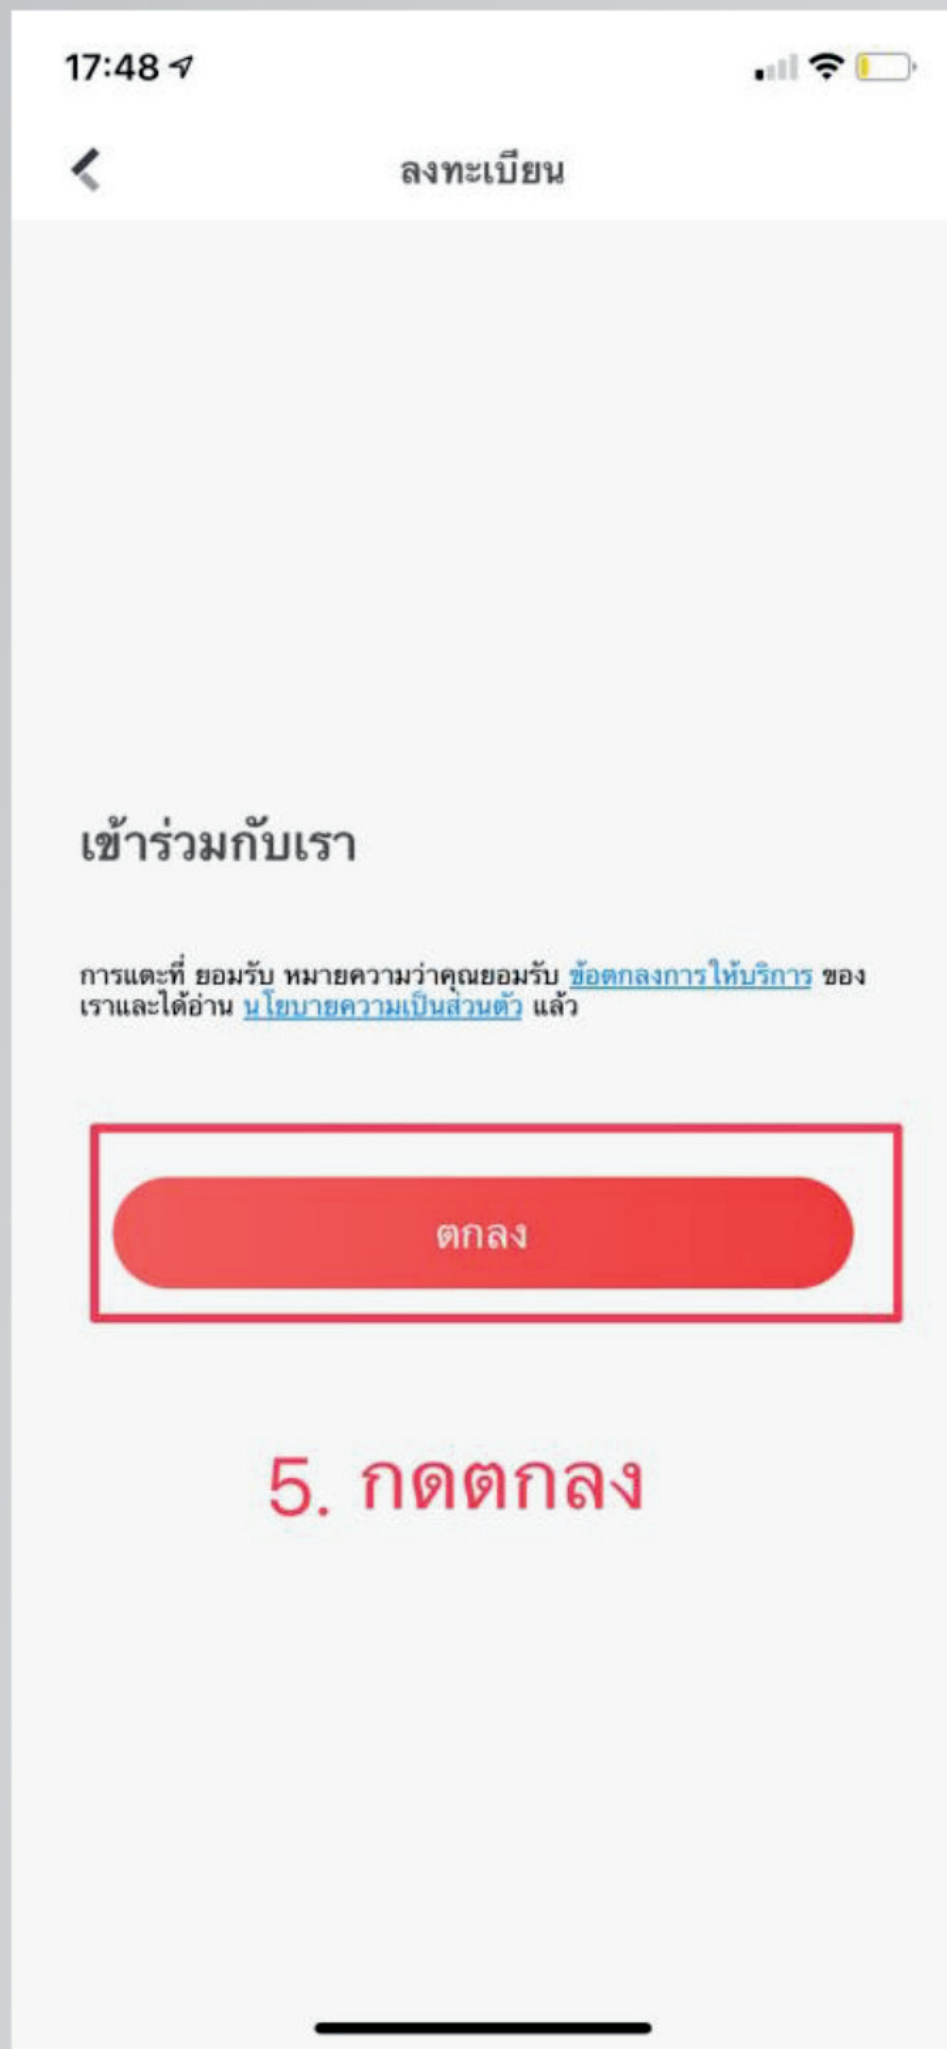 17:48
ลงทะเบียน
เข้าร่วมกับเรา
การแตะที่ ยอมรับ หมายความว่าคุณยอมรับ ข้อตกลงการให้บริการ ของ
เราและได้อ่าน นโยบายความเป็นส่วนตัว แล้ว
ตกลง
5. กดตกลง